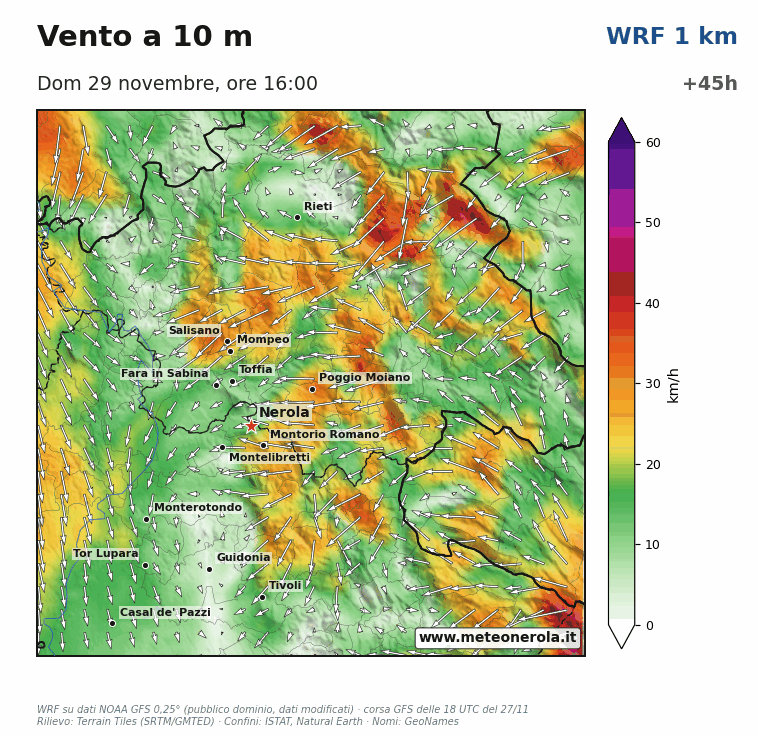 Vento a 10 m
WRF 1 km
Dom 29 novembre, ore 16:00
+45h
Rieti
Salisano
Mompeo
Fara in Sabina
Toffia
Poggio Moiano
Nerola
Montorio Romano
Montelibretti
Monterotondo
Tor Lupara
Guidonia
Tivoli
Casal de' Pazzi
www.meteonerola.it
60
50
40
30
20
10
0
km/h
WRF su dati NOAA GFS 0,25° (pubblico dominio, dati modificati) · corsa GFS delle 18 UTC del 27/11
Rilievo: Terrain Tiles (SRTM/GMTED) · Confini: ISTAT, Natural Earth · Nomi: GeoNames